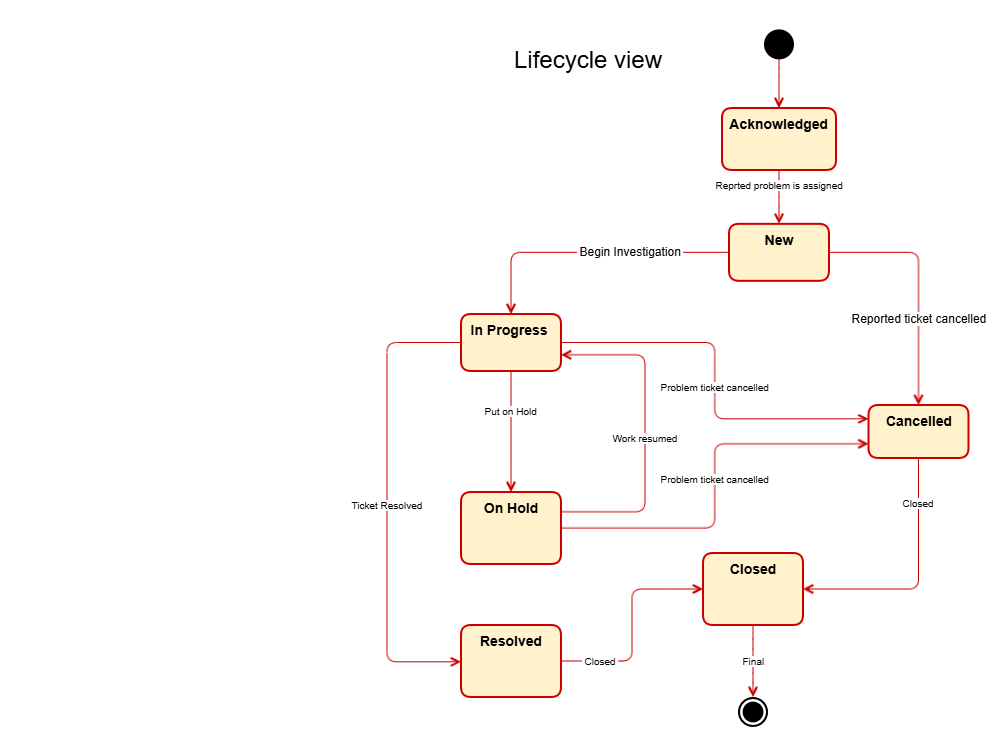 Lifecycle view
Acknowledged
Reprted problem is assigned
New
Begin Investigation
Reported ticket cancelled
In Progress
Problem ticket cancelled
Put on Hold
Cancelled
Work resumed
Problem ticket cancelled
Ticket Resolved
On Hold
Closed
Closed
Resolved
Closed
Final